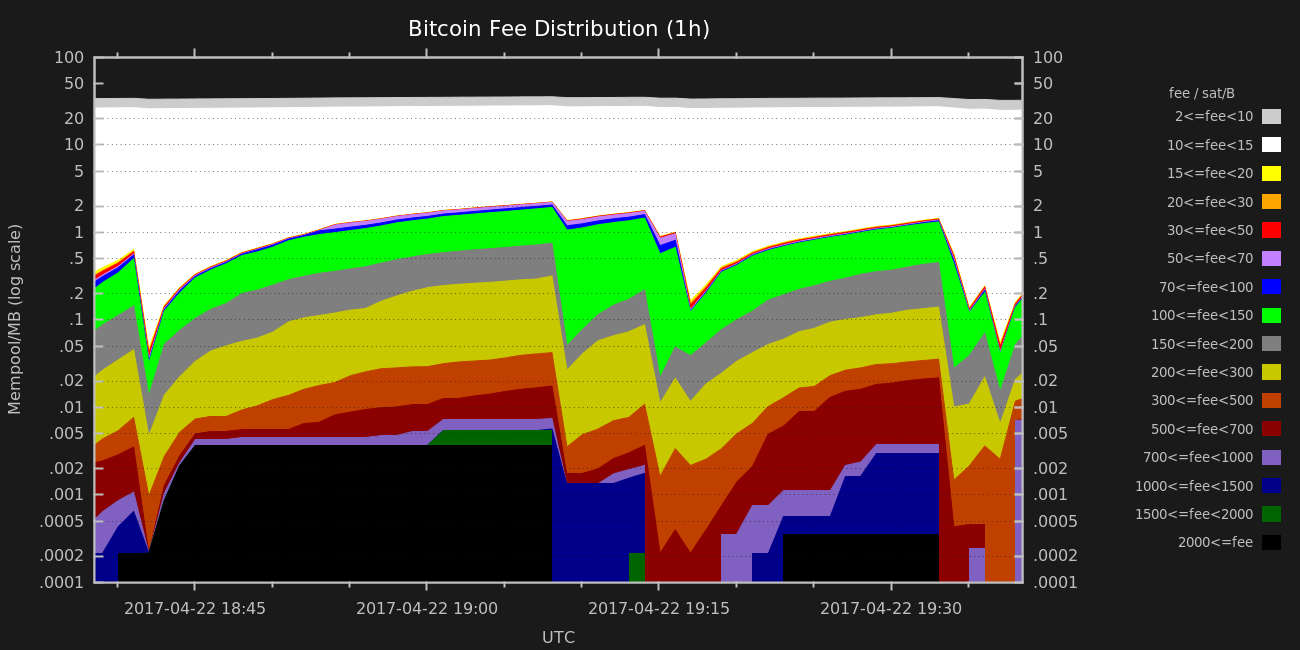 Bitcoin Fee Distribution (1h)
100 100
50 50
20 20
10 10
5 5
2 2
1 1
.5 .5
.2 .2
.1 .1
.05 .05
.02 .02
.01 .01
.005 .005
.002 .002
.001 .001
.0005 .0005
.0002 .0002
.0001 .0001
Mempool/MB (log scale)
2017-04-22 18:45 2017-04-22 19:00 2017-04-22 19:15 2017-04-22 19:30
UTC
fee / sat/B
2<=fee<10
10<=fee<15
15<=fee<20
20<=fee<30
30<=fee<50
50<=fee<70
70<=fee<100
100<=fee<150
150<=fee<200
200<=fee<300
300<=fee<500
500<=fee<700
700<=fee<1000
1000<=fee<1500
1500<=fee<2000
2000<=fee